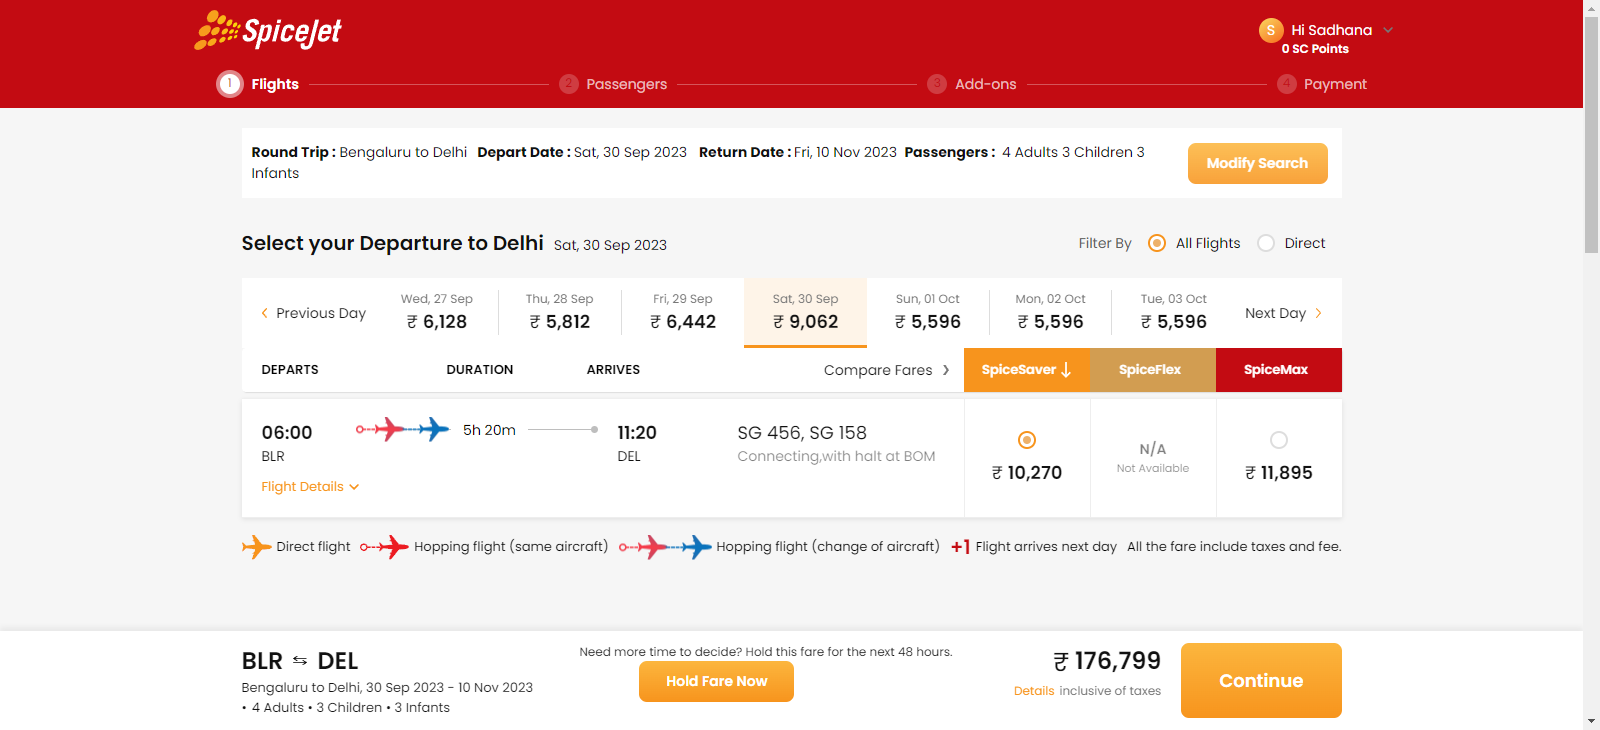 SpiceJet
S Hi Sadhana
0 SC Points
1 Flights 2 Passengers 3 Add-ons 4 Payment
Round Trip : Bengaluru to Delhi Depart Date : Sat, 30 Sep 2023 Return Date : Fri, 10 Nov 2023 Passengers : 4 Adults 3 Children 3
Infants
Modify Search
Select your Departure to Delhi Sat, 30 Sep 2023
Filter By All Flights Direct
Previous Day
Wed, 27 Sep
₹ 6,128
Thu, 28 Sep
₹ 5,812
Fri, 29 Sep
₹ 6,442
Sat, 30 Sep
₹ 9,062
Sun, 01 Oct
₹ 5,596
Mon, 02 Oct
₹ 5,596
Tue, 03 Oct
₹ 5,596
Next Day
DEPARTS DURATION ARRIVES Compare Fares SpiceSaver SpiceFlex SpiceMax
06:00
BLR
5h 20m
11:20
DEL
SG 456, SG 158
Connecting,with halt at BOM
Flight Details
₹ 10,270
N/A
Not Available
₹ 11,895
Direct flight Hopping flight (same aircraft) Hopping flight (change of aircraft) +1 Flight arrives next day All the fare include taxes and fee.
BLR ⇆ DEL
Bengaluru to Delhi, 30 Sep 2023 - 10 Nov 2023
• 4 Adults • 3 Children • 3 Infants
Need more time to decide? Hold this fare for the next 48 hours.
Hold Fare Now
₹ 176,799
Details inclusive of taxes
Continue